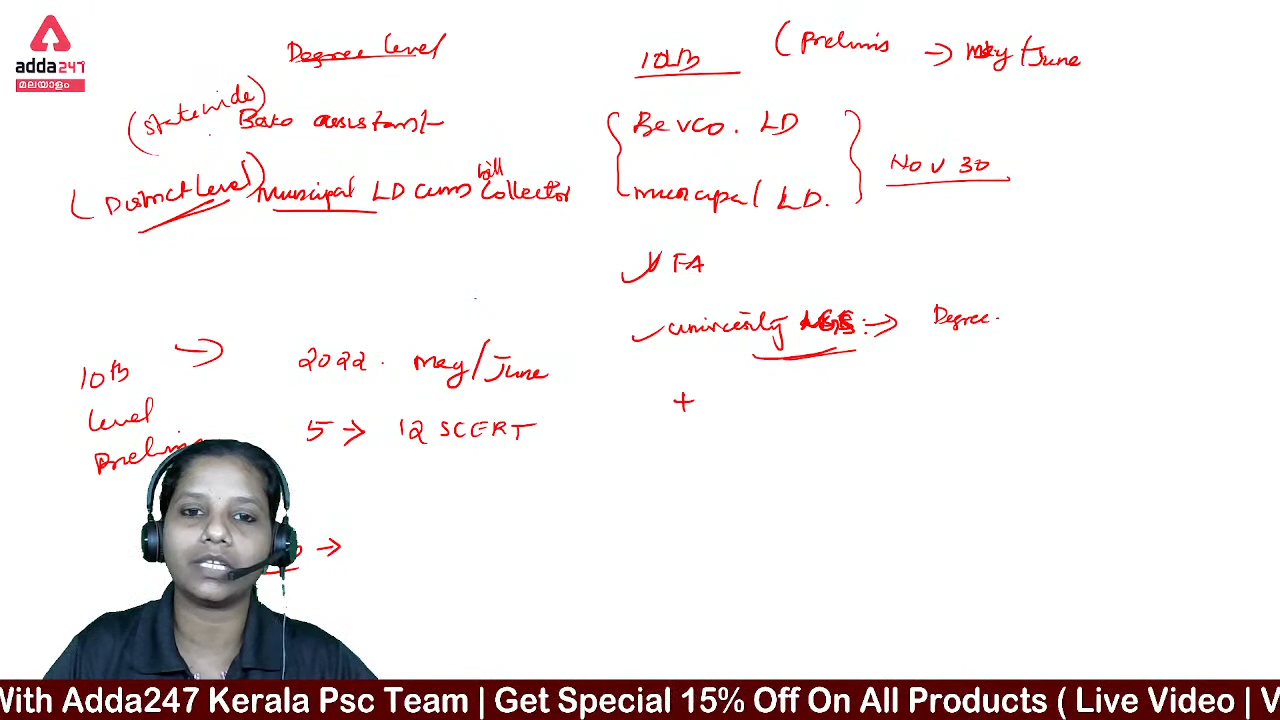 adda247
മലയാളം
Degree level
(statewide)
assistant
(District Level) Municipal LD cum bill Collector
10th
(prelims → May/June
Bevco. LD
municipal LD.
Nov 30
university → Degree.
+
10th → 2022. may/June
level
prelims
5 → 12 SCERT
→
With Adda247 Kerala Psc Team | Get Special 15% Off On All Products ( Live Video | V